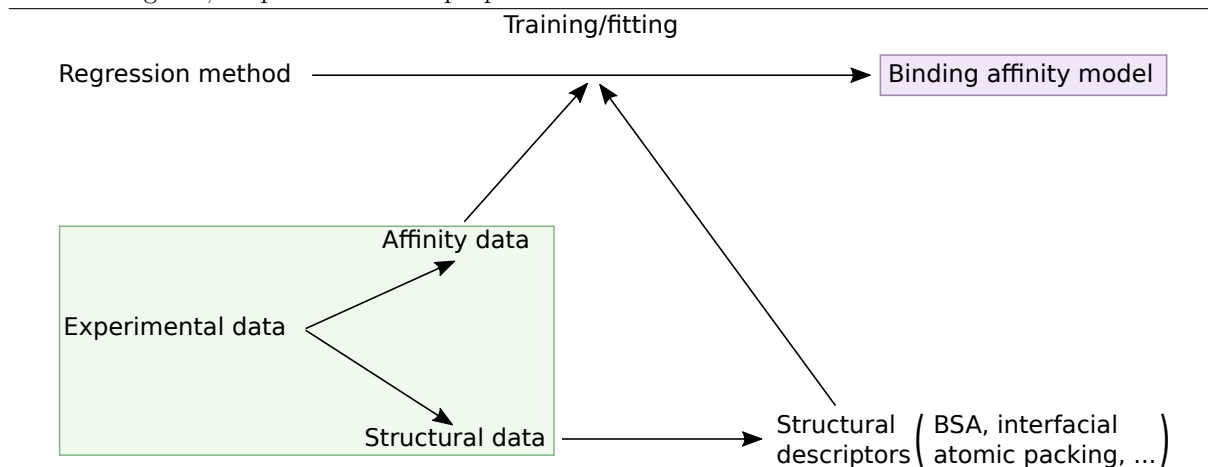 Training/fitting
Regression method
Binding affinity model
Affinity data
Experimental data
Structural data
Structural ( BSA, interfacial
descriptors atomic packing, ... )